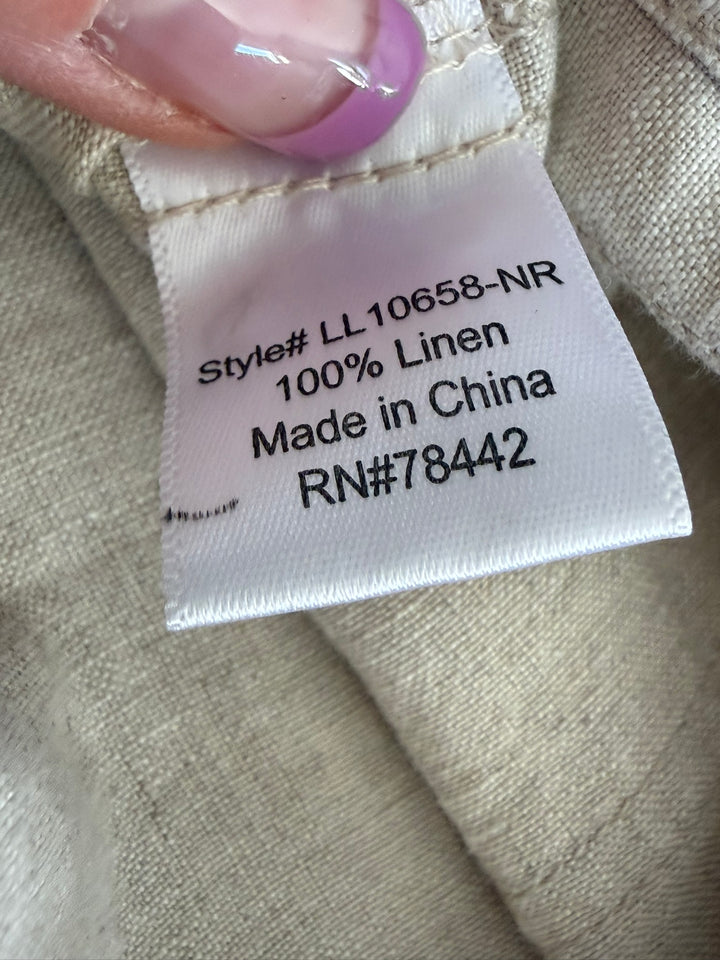 Style# LL10658-NR
100% Linen
Made in China
RN#78442